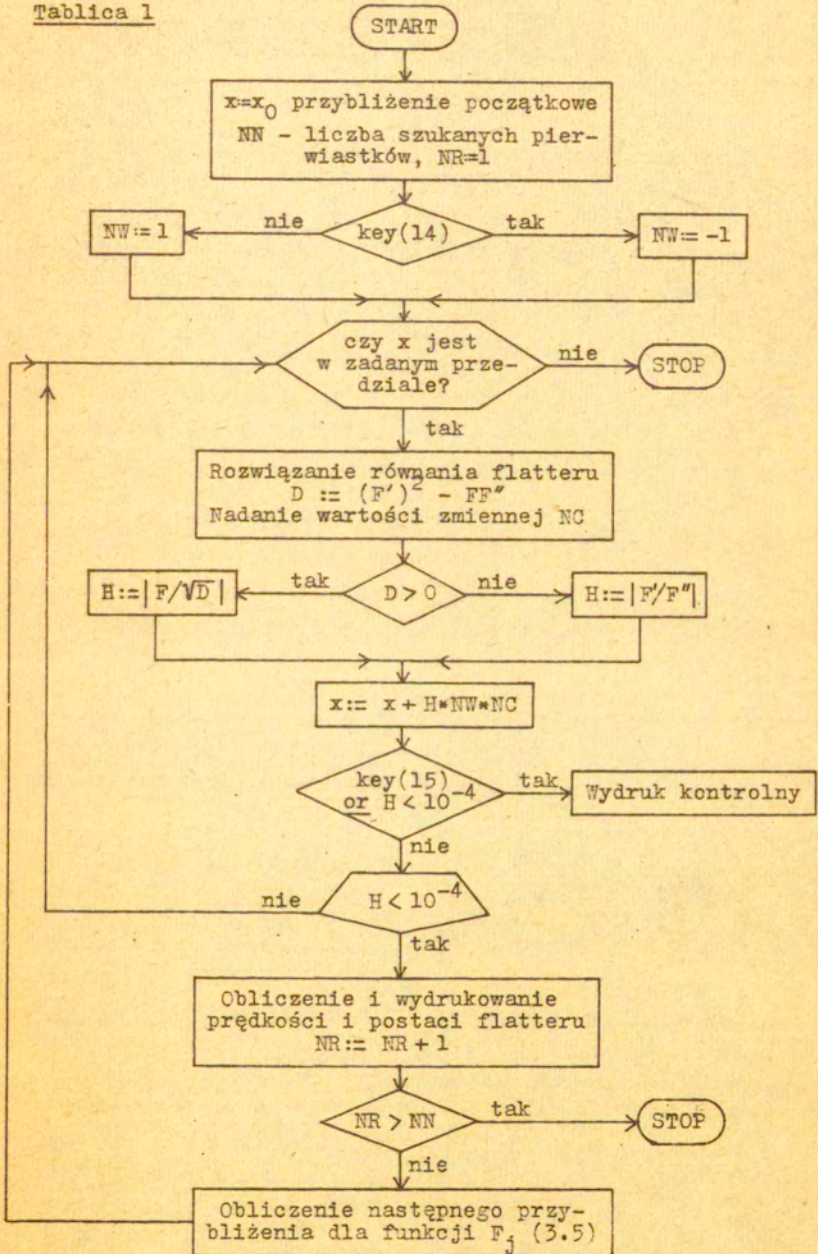 Tablica 1
START
x:=x₀ przybliżenie początkowe
NN - liczba szukanych pier-
wiastków, NR=1
nie
key(14)
tak
NW:= 1
NW:= -1
czy x jest
w zadanym prze-
dziale?
nie
STOP
tak
Rozwiązanie równania flatteru
D := (F′)² - FF″
Nadanie wartości zmiennej NC
H:=|F/√D|
tak
D > 0
nie
H:=|F′/F″|
x:= x + H*NW*NC
key(15)
or H < 10⁻⁴
tak
Wydruk kontrolny
nie
nie
H < 10⁻⁴
tak
Obliczenie i wydrukowanie
prędkości i postaci flatteru
NR:= NR + 1
NR > NN
tak
STOP
nie
Obliczenie następnego przy-
bliżenia dla funkcji Fⱼ (3.5)